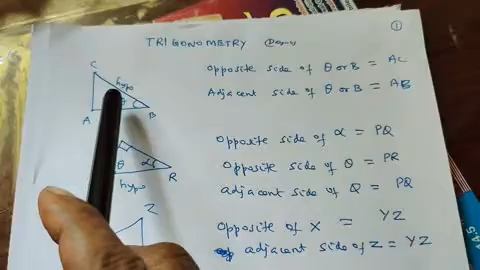 ①
TRIGONOMETRY
C
hypo
θ
A
B
Opposite side of θ or B = AC
Adjacent side of θ or B = AB
θ
α
R
hypo
Opposite side of α = PQ
Opposite side of θ = PR
adjacent side of Q = PQ
Z
Opposite of X = YZ
adjacent side of Z = YZ